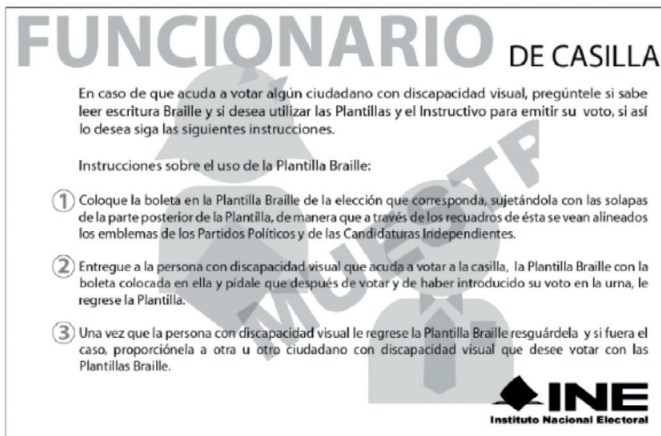 FUNCIONARIO DE CASILLA
En caso de que acuda a votar algún ciudadano con discapacidad visual, pregúntele si sabe
leer escritura Braille y si desea utilizar las Plantillas y el Instructivo para emitir su voto, si así
lo desea siga las siguientes instrucciones.
Instrucciones sobre el uso de la Plantilla Braille:
1 Coloque la boleta en la Plantilla Braille de la elección que corresponda, sujetándola con las solapas
de la parte posterior de la Plantilla, de manera que a través de los recuadros de ésta se vean alineados
los emblemas de los Partidos Políticos y de las Candidaturas Independientes.
2 Entregue a la persona con discapacidad visual que acuda a votar a la casilla, la Plantilla Braille con la
boleta colocada en ella y pídale que después de votar y de haber introducido su voto en la urna, le
regrese la Plantilla.
3 Una vez que la persona con discapacidad visual le regrese la Plantilla Braille resguárdela y si fuera el
caso, proporciónela a otra u otro ciudadano con discapacidad visual que desee votar con las
Plantillas Braille.
MUESTR
INE
Instituto Nacional Electoral